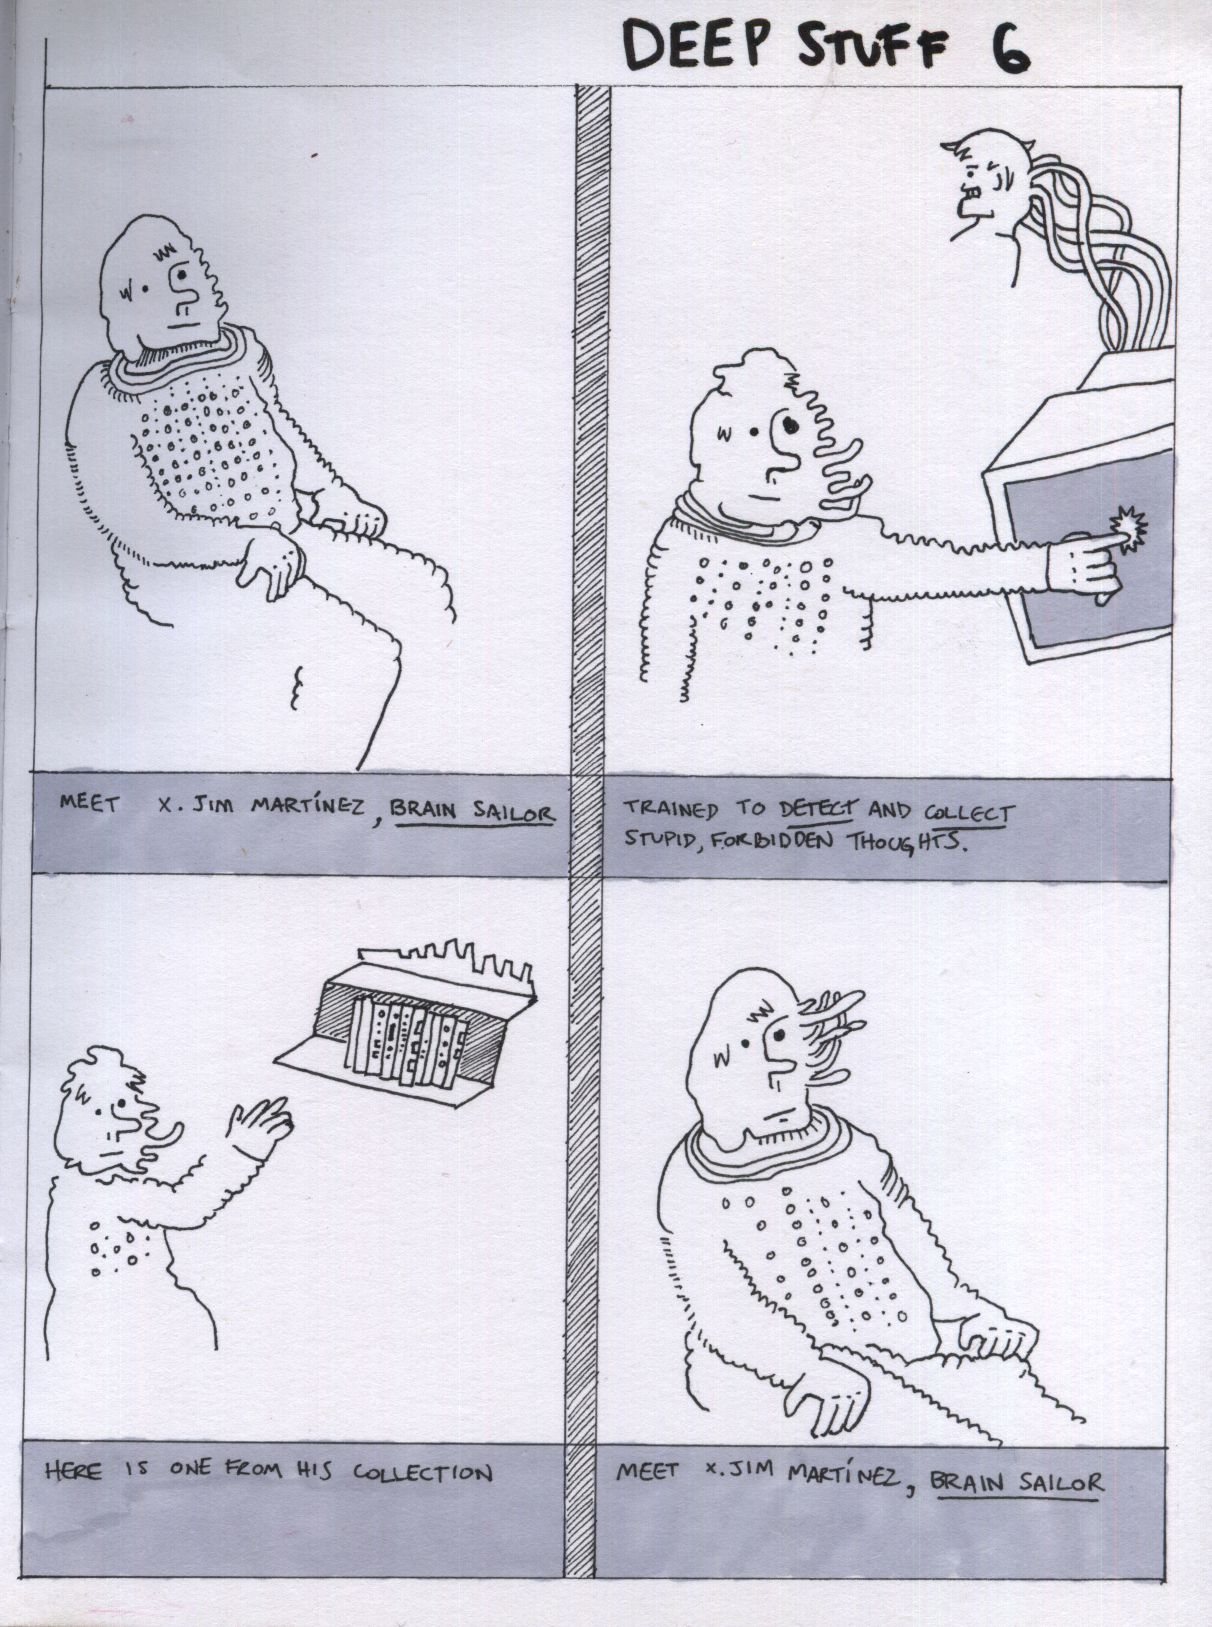 DEEP STUFF 6
MEET X. JIM MARTÍNEZ, BRAIN SAILOR
TRAINED TO DETECT AND COLLECT
STUPID, FORBIDDEN THOUGHTS.
HERE IS ONE FROM HIS COLLECTION
MEET X. JIM MARTÍNEZ, BRAIN SAILOR